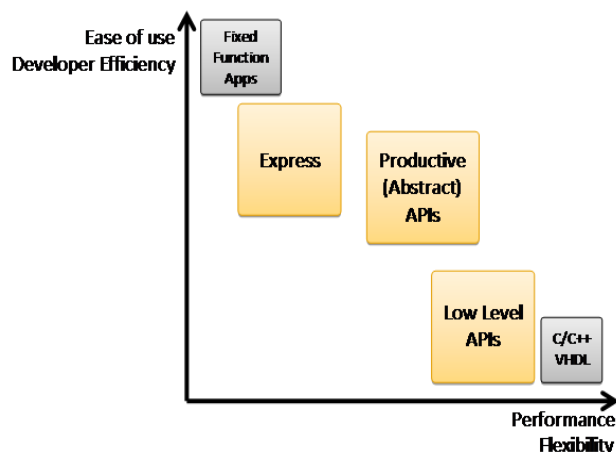 Ease of use
Developer Efficiency
Fixed
Function
Apps
Express
Productive
(Abstract)
APIs
Low Level
APIs
C/C++
VHDL
Performance
Flexibility